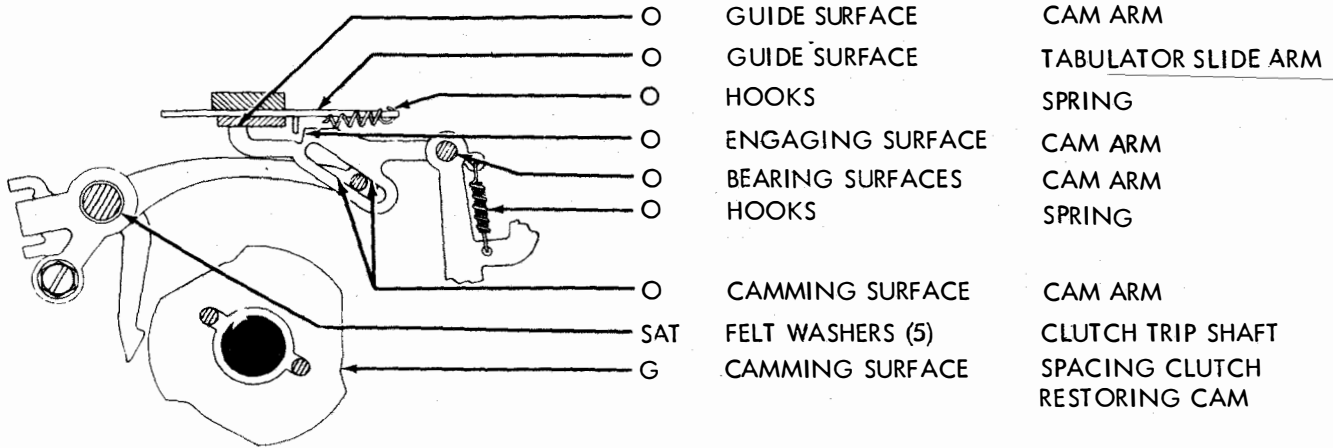 O GUIDE SURFACE CAM ARM
O GUIDE SURFACE TABULATOR SLIDE ARM
O HOOKS SPRING
O ENGAGING SURFACE CAM ARM
O BEARING SURFACES CAM ARM
O HOOKS SPRING
O CAMMING SURFACE CAM ARM
SAT FELT WASHERS (5) CLUTCH TRIP SHAFT
G CAMMING SURFACE SPACING CLUTCH
RESTORING CAM